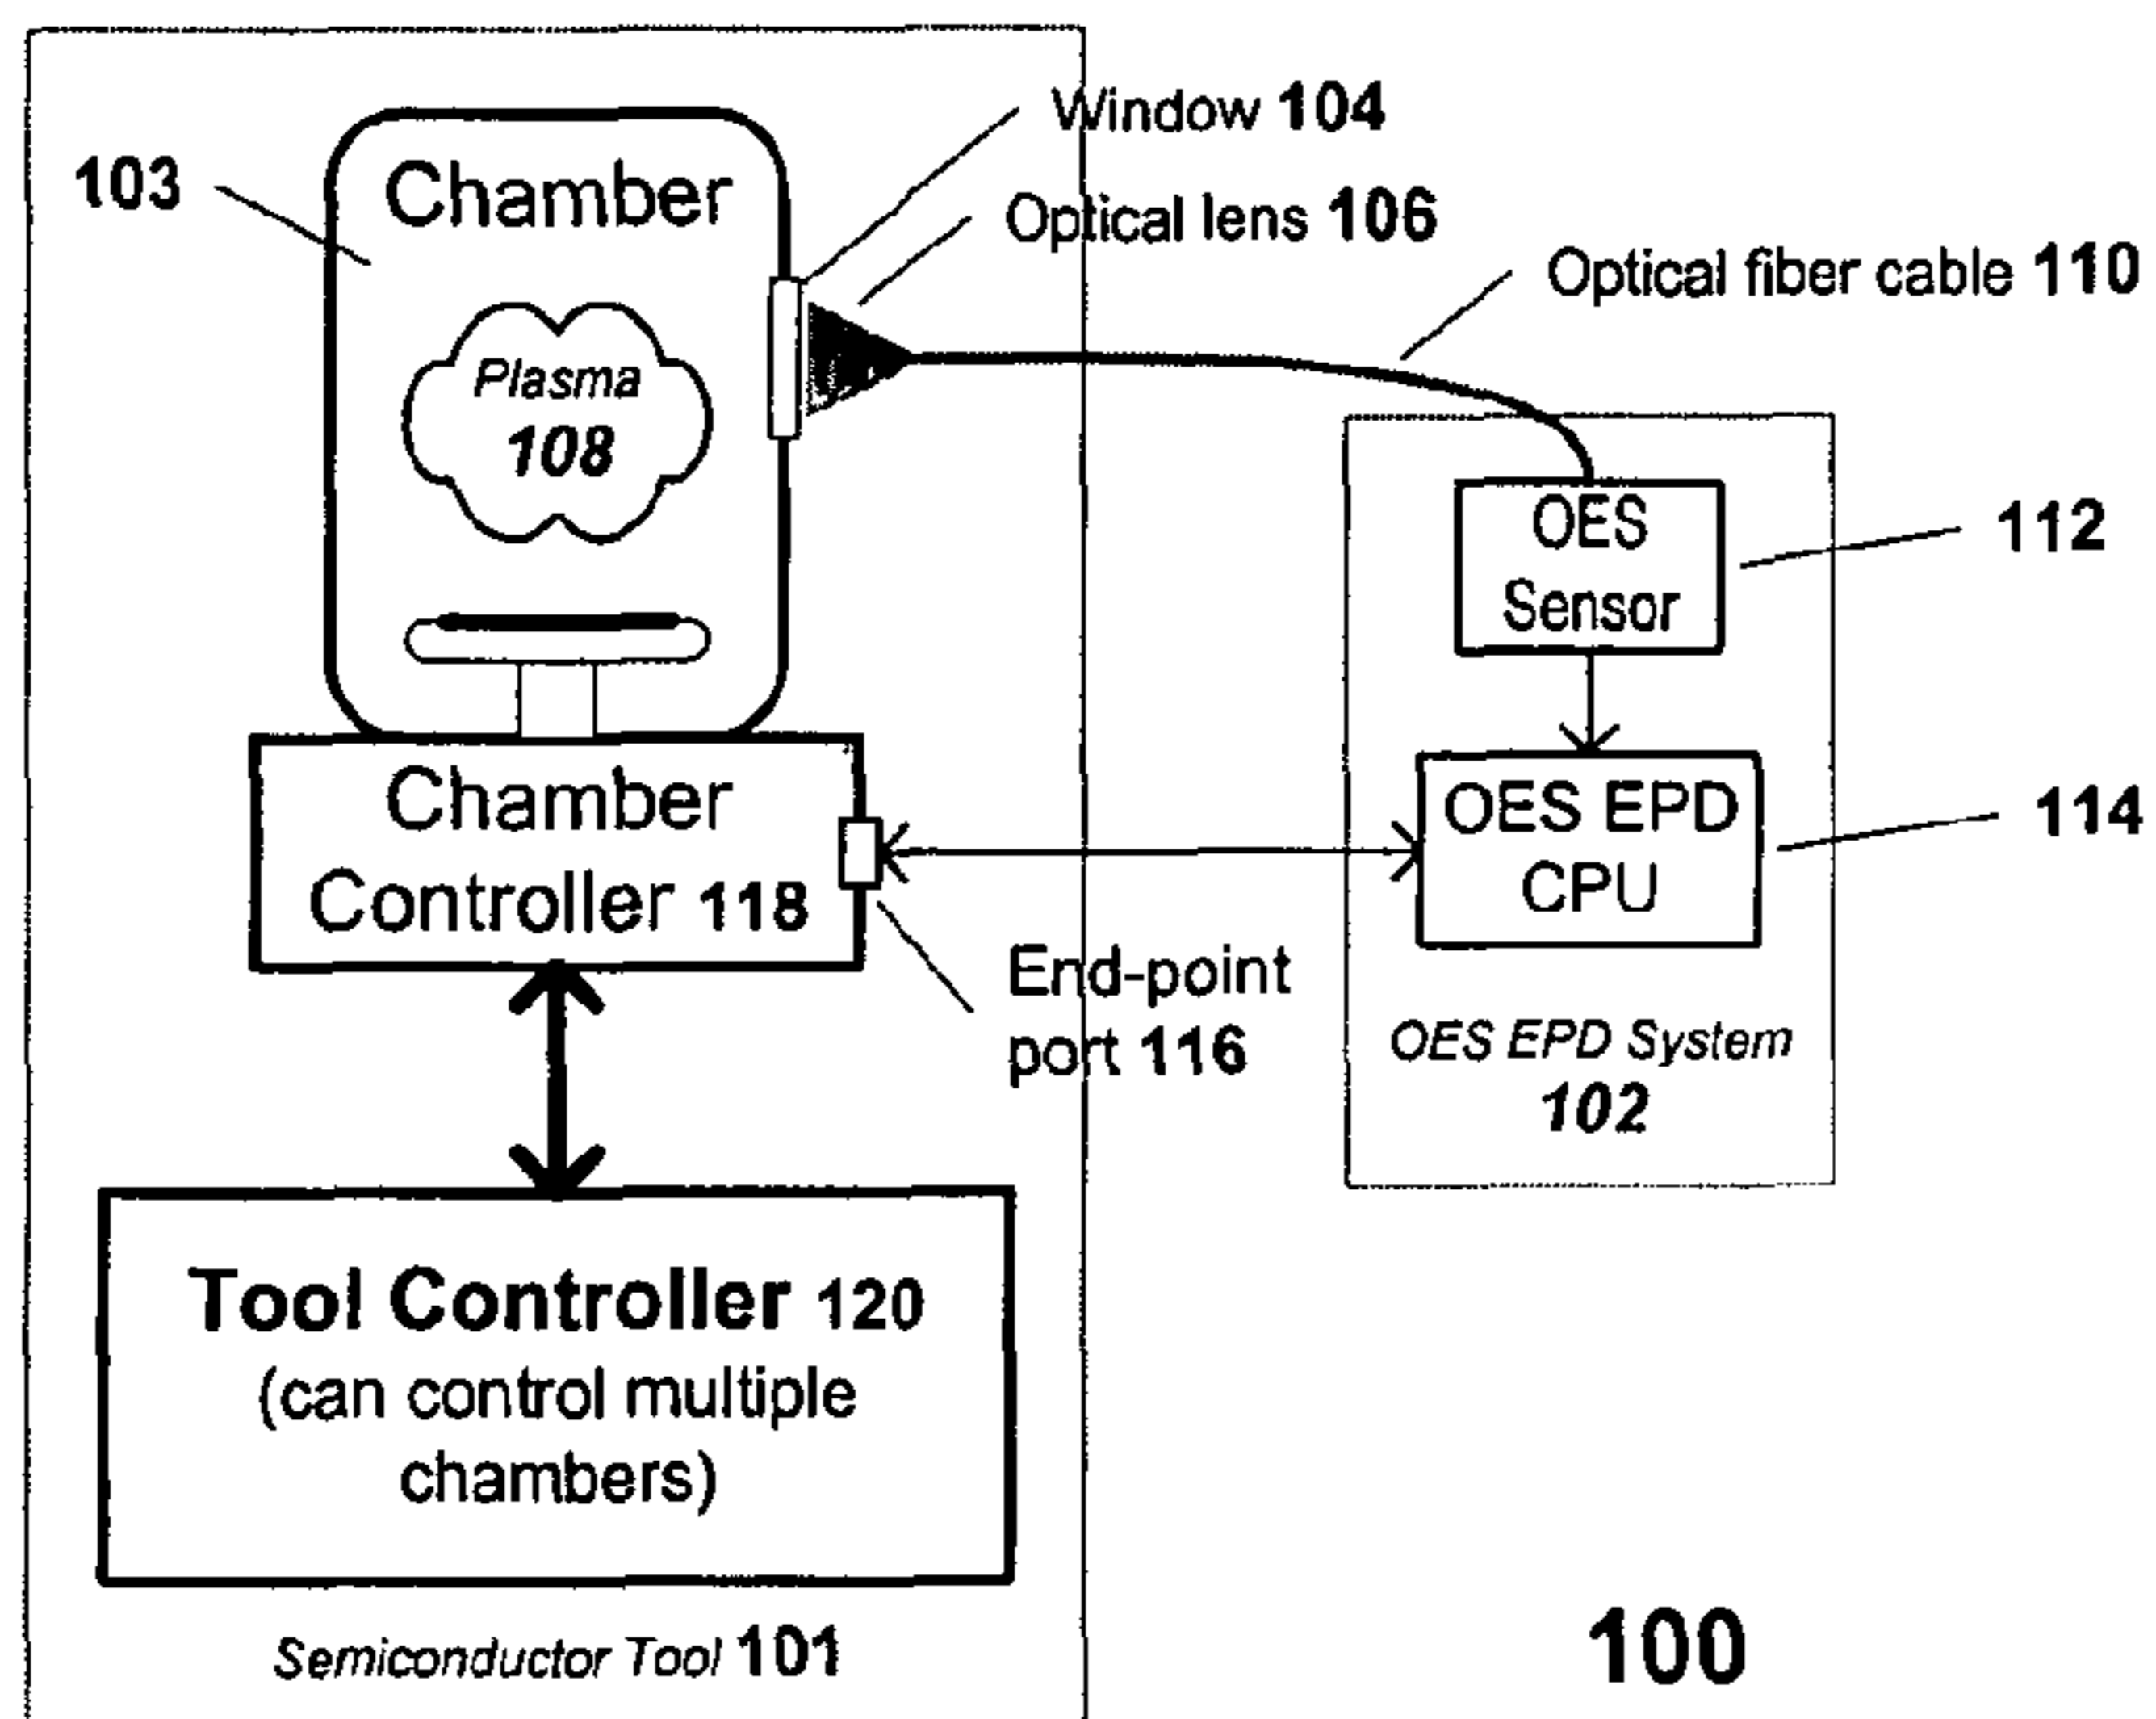 Window 104
103
Chamber
Optical lens 106
Optical fiber cable 110
Plasma
108
OES
Sensor
112
Chamber
Controller 118
OES EPD
CPU
114
End-point
port 116
OES EPD System
102
Tool Controller 120
(can control multiple
chambers)
Semiconductor Tool 101
100